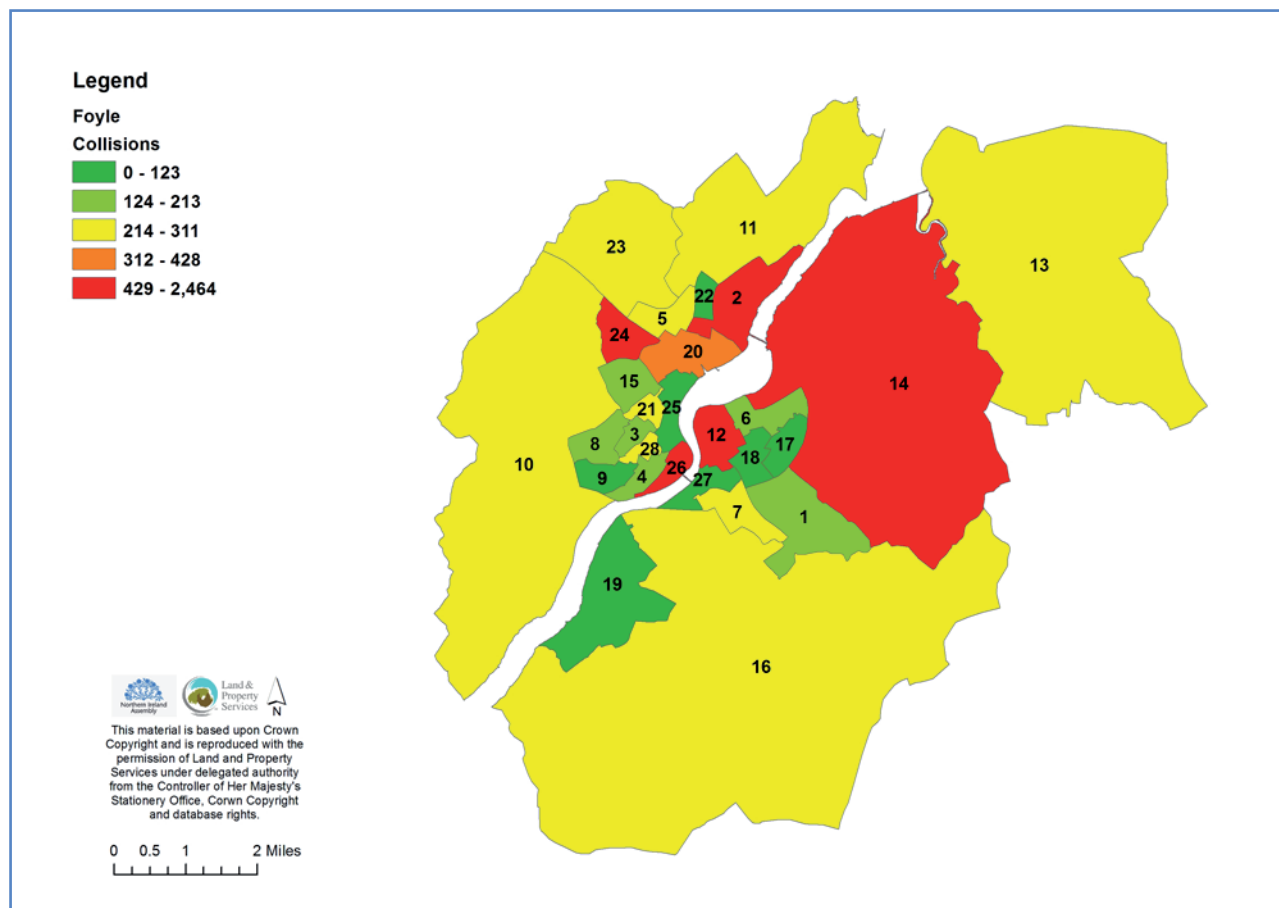 Legend
Foyle
Collisions
0 - 123
124 - 213
214 - 311
312 - 428
429 - 2,464
11
23
13
22
2
5
24
20
14
15
21
25
6
12
3
8
17
28
18
10
26
9
4
27
7
1
19
16
Northern Ireland
Assembly
Land &
Property
Services
N
This material is based upon Crown
Copyright and is reproduced with the
permission of Land and Property
Services under delegated authority
from the Controller of Her Majesty's
Stationery Office, Corwn Copyright
and database rights.
0 0.5 1 2 Miles